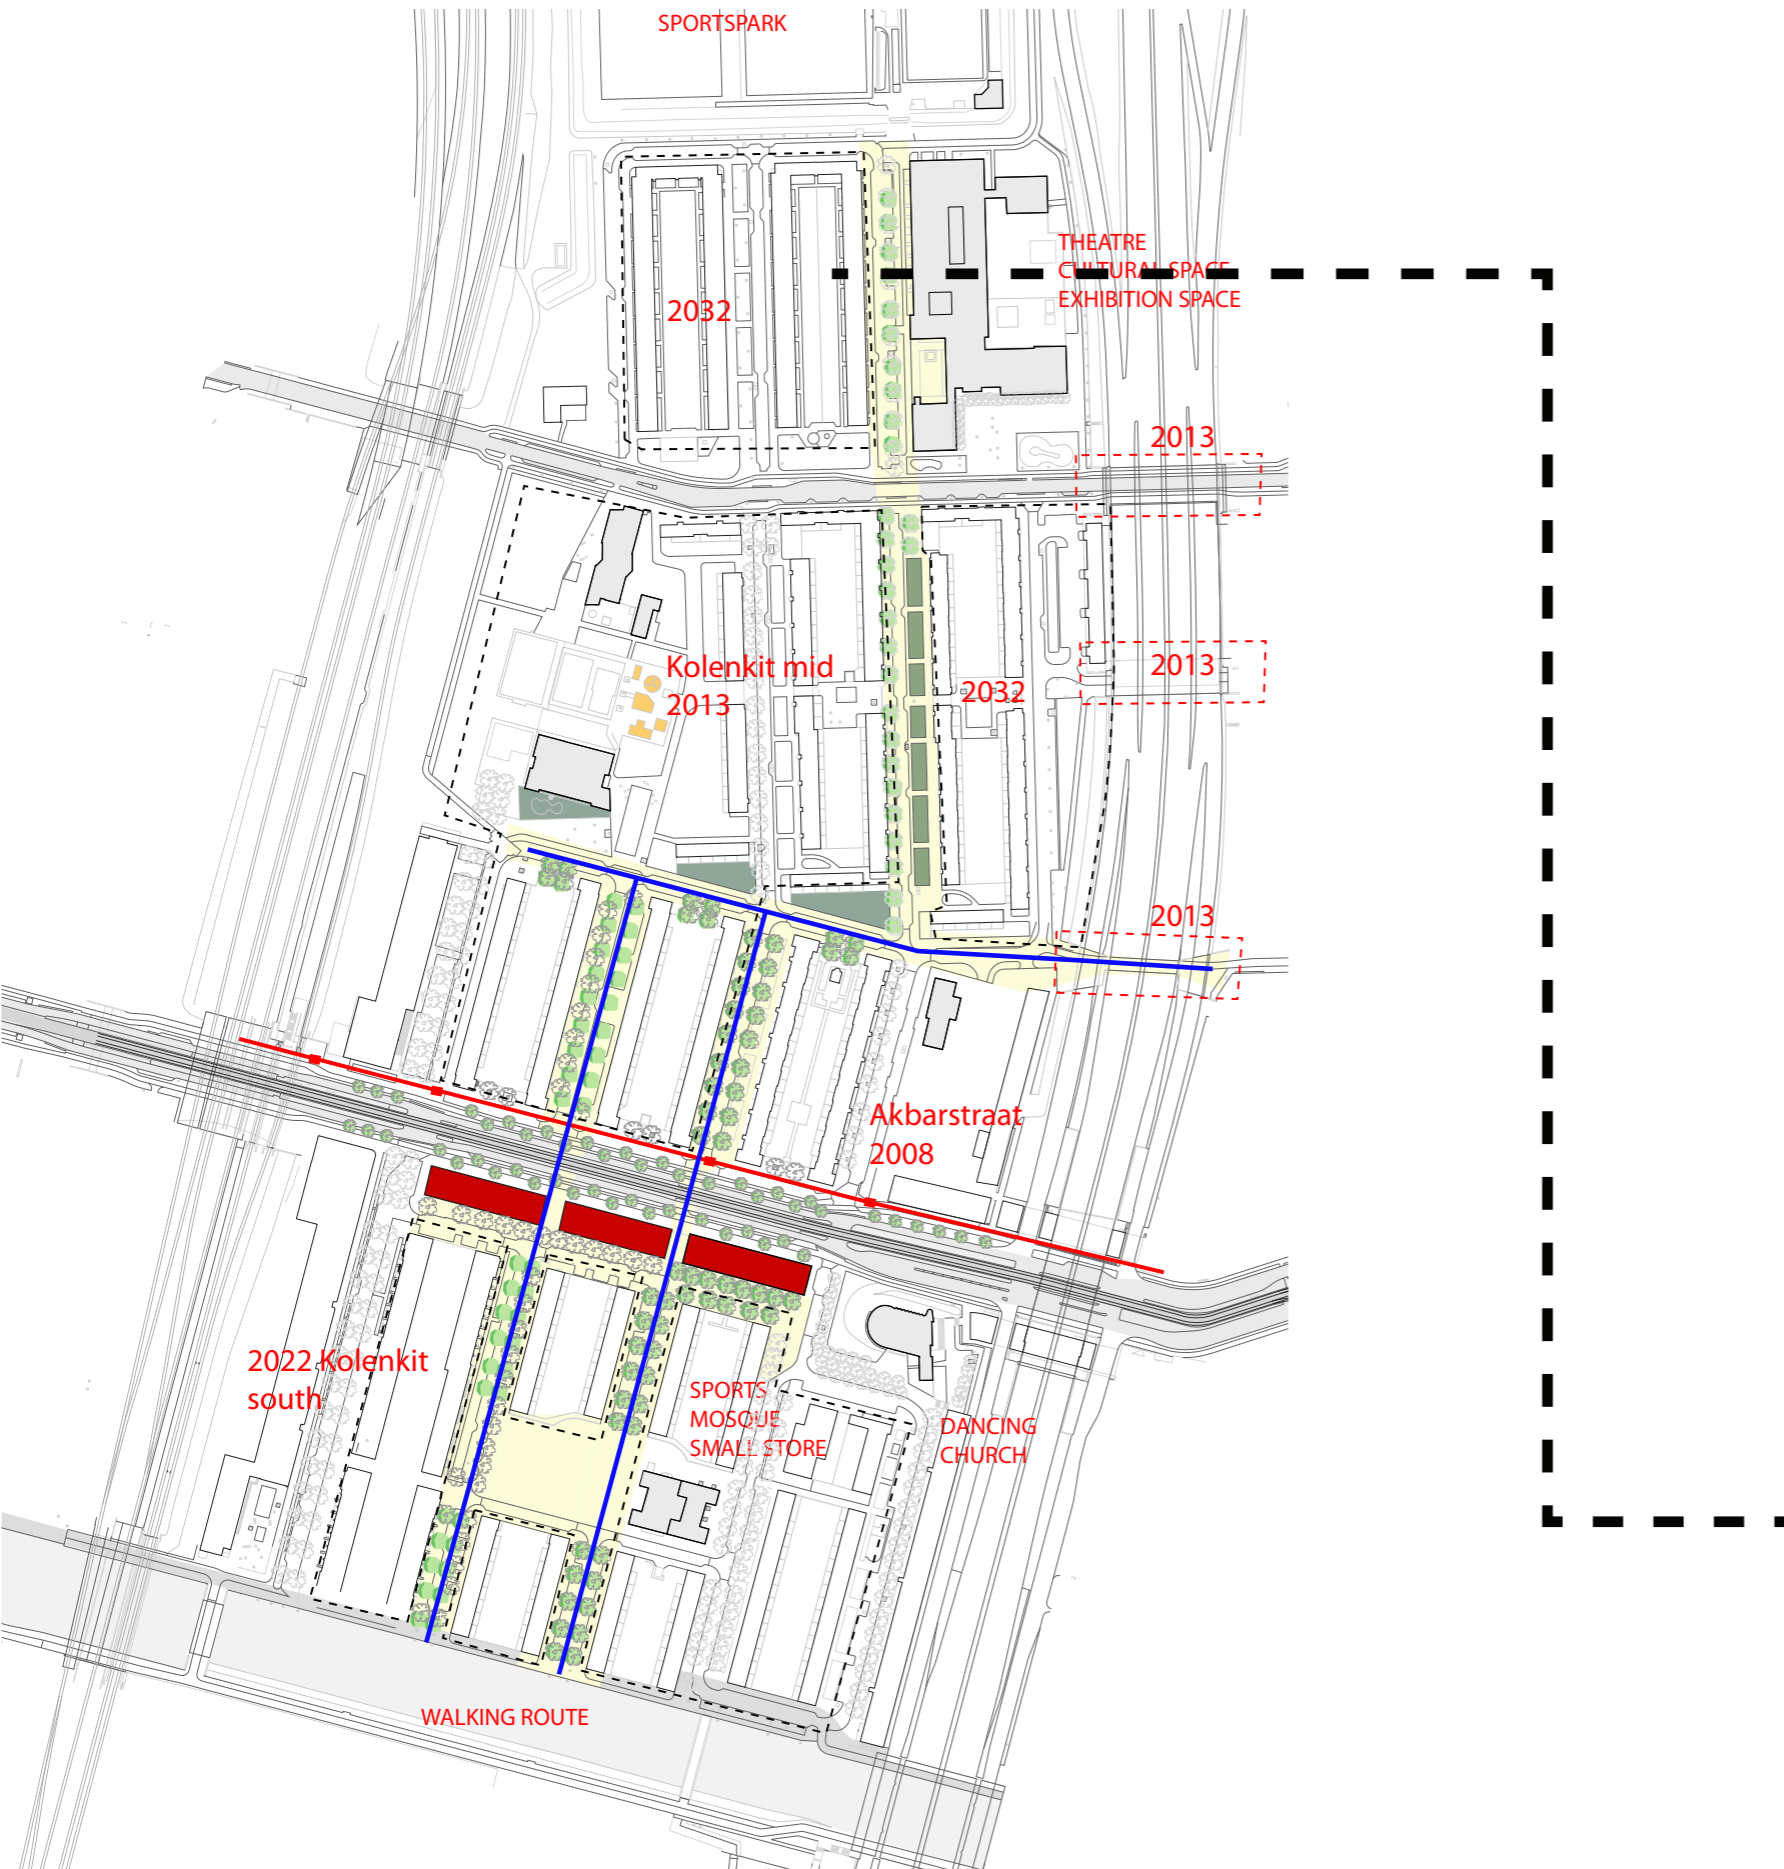 SPORTSPARK
THEATRE
CULTURAL SPACE
EXHIBITION SPACE
2032
2013
Kolenkit mid
2013
2032
2013
2013
Akbarstraat
2008
2022 Kolenkit
south
SPORTS
MOSQUE
SMALL STORE
DANCING
CHURCH
WALKING ROUTE